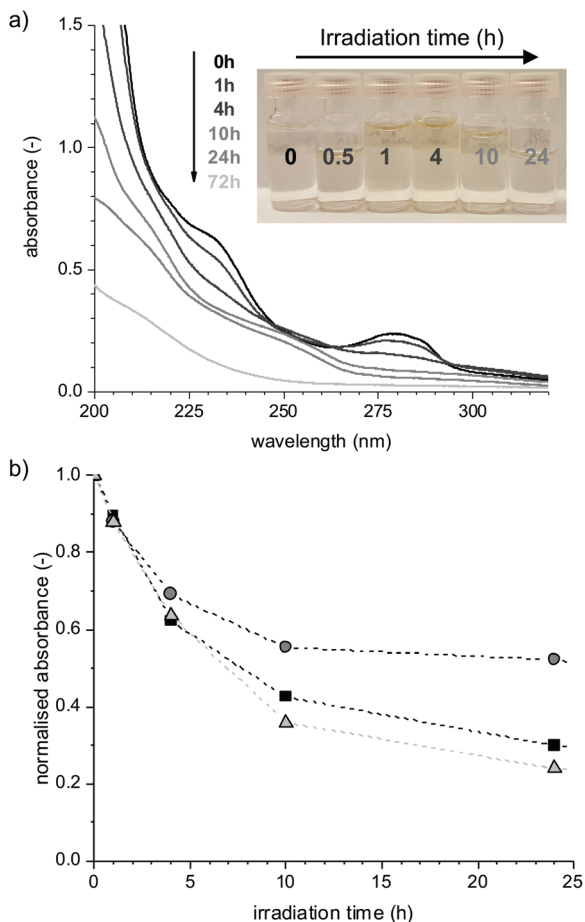 a)
Irradiation time (h)
1.5
1.0
0.5
0.0
absorbance (-)
0h
1h
4h
10h
24h
72h
0 0.5 1 4 10 24
200 225 250 275 300
wavelength (nm)
b)
1.0
0.8
0.6
0.4
0.2
0.0
normalised absorbance (-)
0 5 10 15 20 25
irradiation time (h)